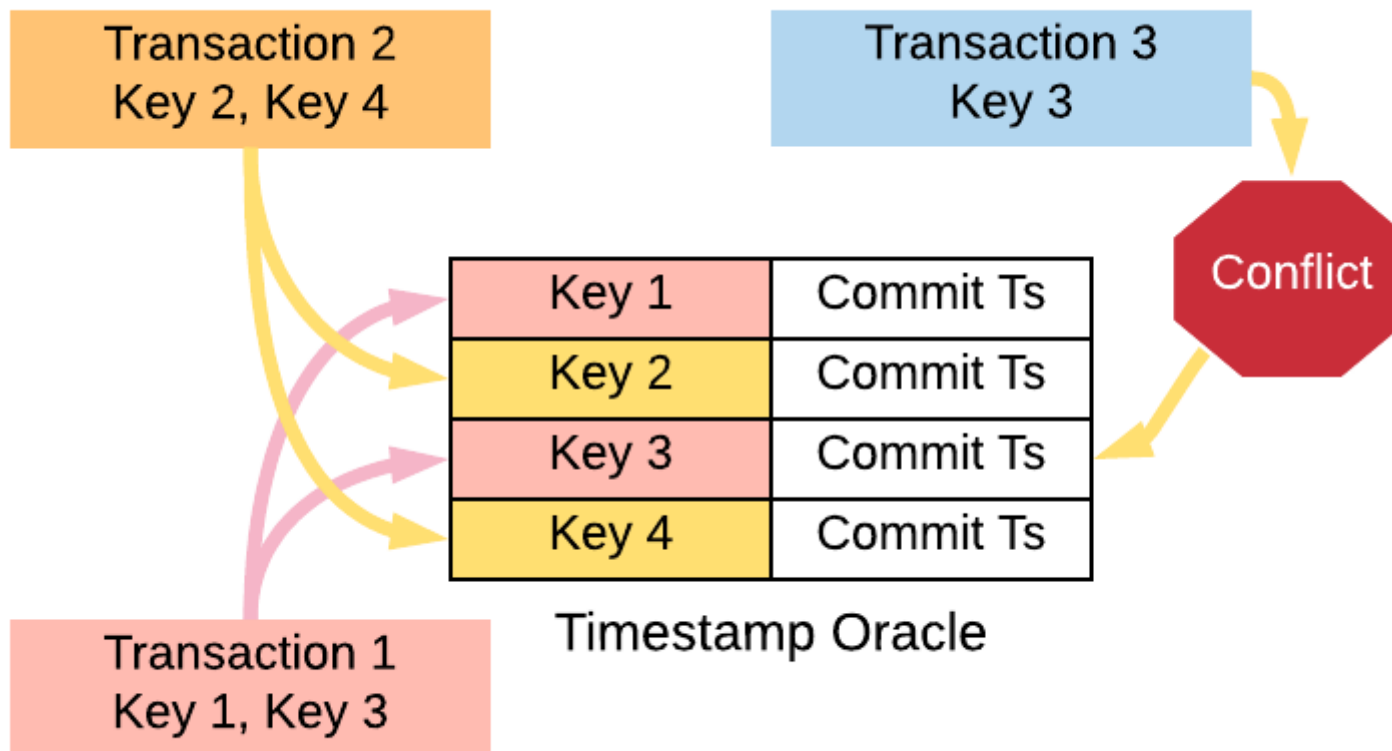 Transaction 2
Key 2, Key 4
Transaction 3
Key 3
Conflict
Key 1 Commit Ts
Key 2 Commit Ts
Key 3 Commit Ts
Key 4 Commit Ts
Timestamp Oracle
Transaction 1
Key 1, Key 3